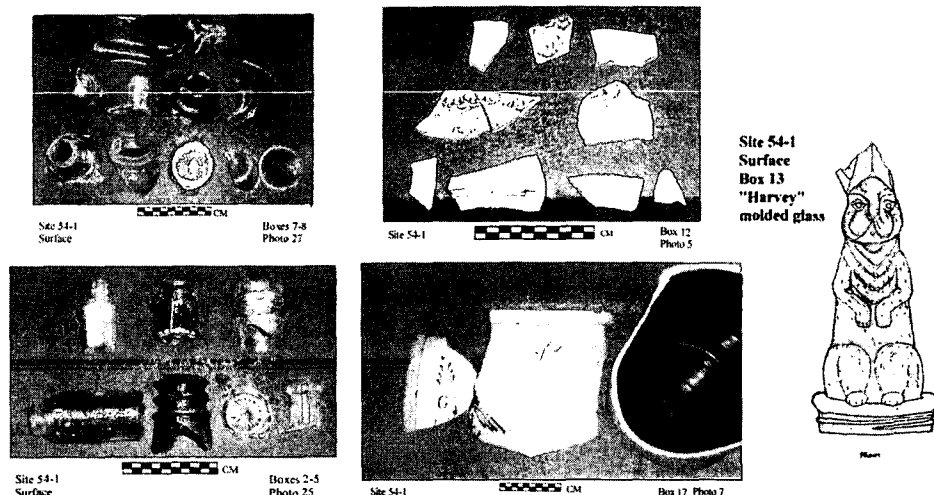 CM
Site 54-1
Surface
Boxes 7-8
Photo 27
CM
Site 54-1
Box 12
Photo 5
Site 54-1
Surface
Box 13
"Harvey"
molded glass
CM
Site 54-1
Surface
Boxes 2-5
Photo 25
G
CM
Site 54-1
Box 17 Photo 7